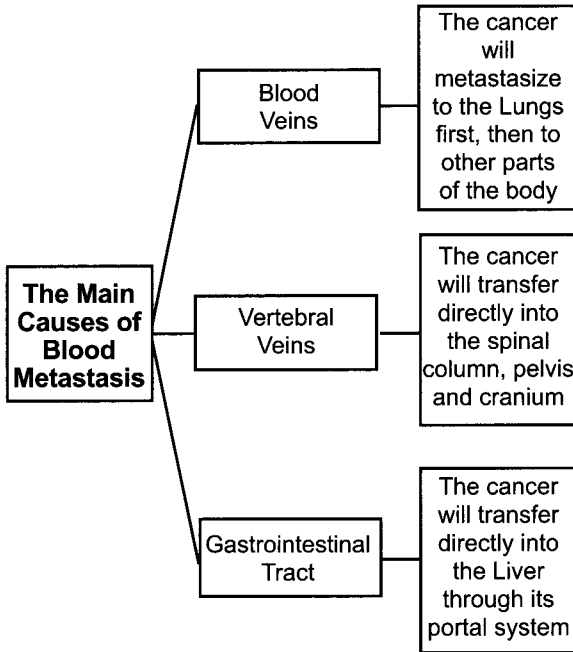 The Main
Causes of
Blood
Metastasis
Blood
Veins
The cancer
will
metastasize
to the Lungs
first, then to
other parts
of the body
Vertebral
Veins
The cancer
will transfer
directly into
the spinal
column, pelvis
and cranium
Gastrointestinal
Tract
The cancer
will transfer
directly into
the Liver
through its
portal system